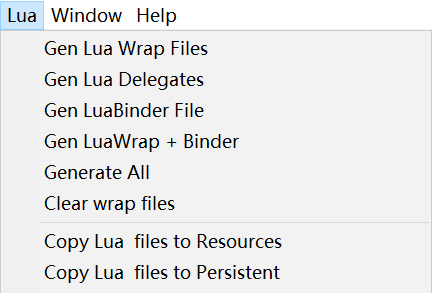 Lua Window Help
Gen Lua Wrap Files
Gen Lua Delegates
Gen LuaBinder File
Gen LuaWrap + Binder
Generate All
Clear wrap files
Copy Lua  files to Resources
Copy Lua  files to Persistent